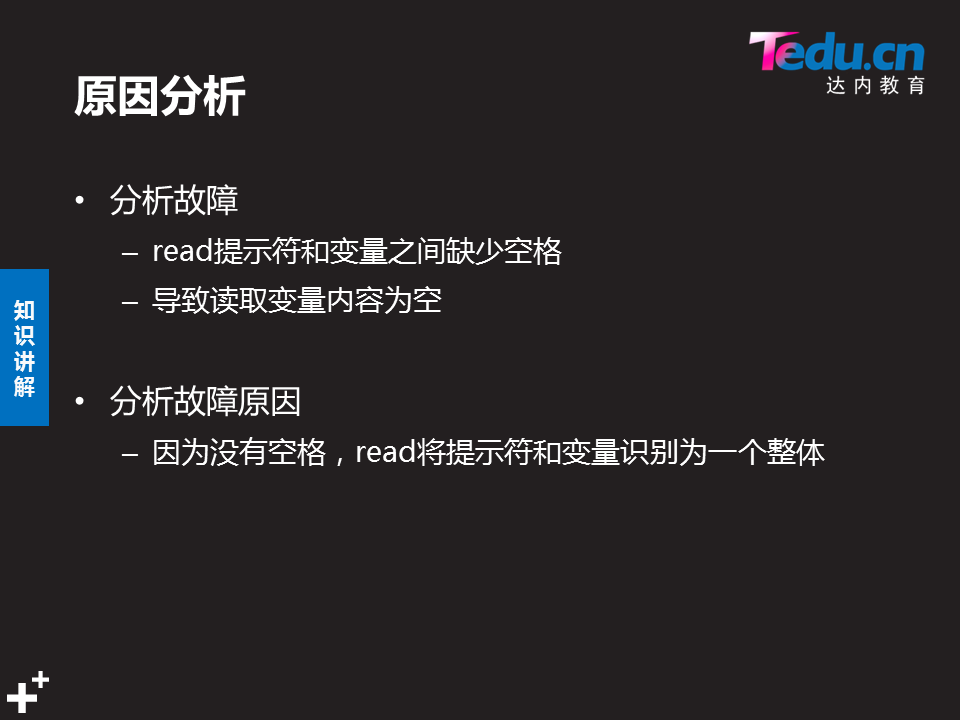 Tedu.cn
达内教育
原因分析
• 分析故障
– read提示符和变量之间缺少空格
– 导致读取变量内容为空
知识讲解
• 分析故障原因
– 因为没有空格，read将提示符和变量识别为一个整体